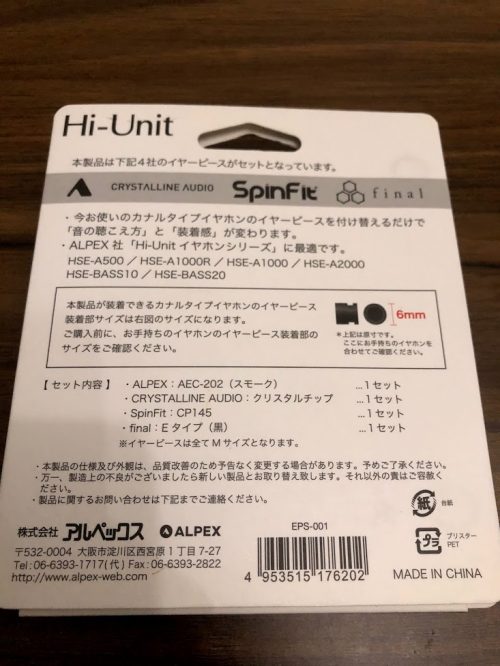 Hi-Unit
本製品は下記4社のイヤーピースがセットとなっています。
CRYSTALLINE AUDIO SpinFit final
・今お使いのカナルタイプイヤホンのイヤーピースを付け替えるだけで
「音の聴こえ方」と「装着感」が変わります。
・ALPEX 社「Hi-Unit イヤホンシリーズ」に最適です。
HSE-A500 / HSE-A1000R / HSE-A1000 / HSE-A2000
HSE-BASS10 / HSE-BASS20
本製品が装着できるカナルタイプイヤホンのイヤーピース
装着部サイズは右図のサイズになります。
ご購入前に、お手持ちのイヤホンのイヤーピース装着部の
サイズをご確認ください。
6mm
*上記は原寸です。
ここにお手持ちのイヤホンを
合わせてご確認ください。
【 セット内容 】 ・ALPEX:AEC-202(スモーク) …1セット
・CRYSTALLINE AUDIO:クリスタルチップ …1セット
・SpinFit:CP145 …1セット
・final:E タイプ(黒) …1セット
※イヤーピースは全て M サイズとなります。
・本製品の仕様及び外観は、品質改善のため予告なく変更する場合があります。予めご了承ください。
・万一、製造上の不良がございましたら新しい製品とお取り替え致します。それ以外の責はご容赦く
ださい。
・製品に関するお問い合わせは下記までご連絡ください。
紙 台紙
株式会社 アルペックス ALPEX
〒532-0004 大阪市淀川区西宮原1丁目7-27
Tel:06-6393-1717(代) Fax:06-6393-2822
http://www.alpex-web.com/
EPS-001
4 953515 176202
プラ ブリスター
PET
MADE IN CHINA